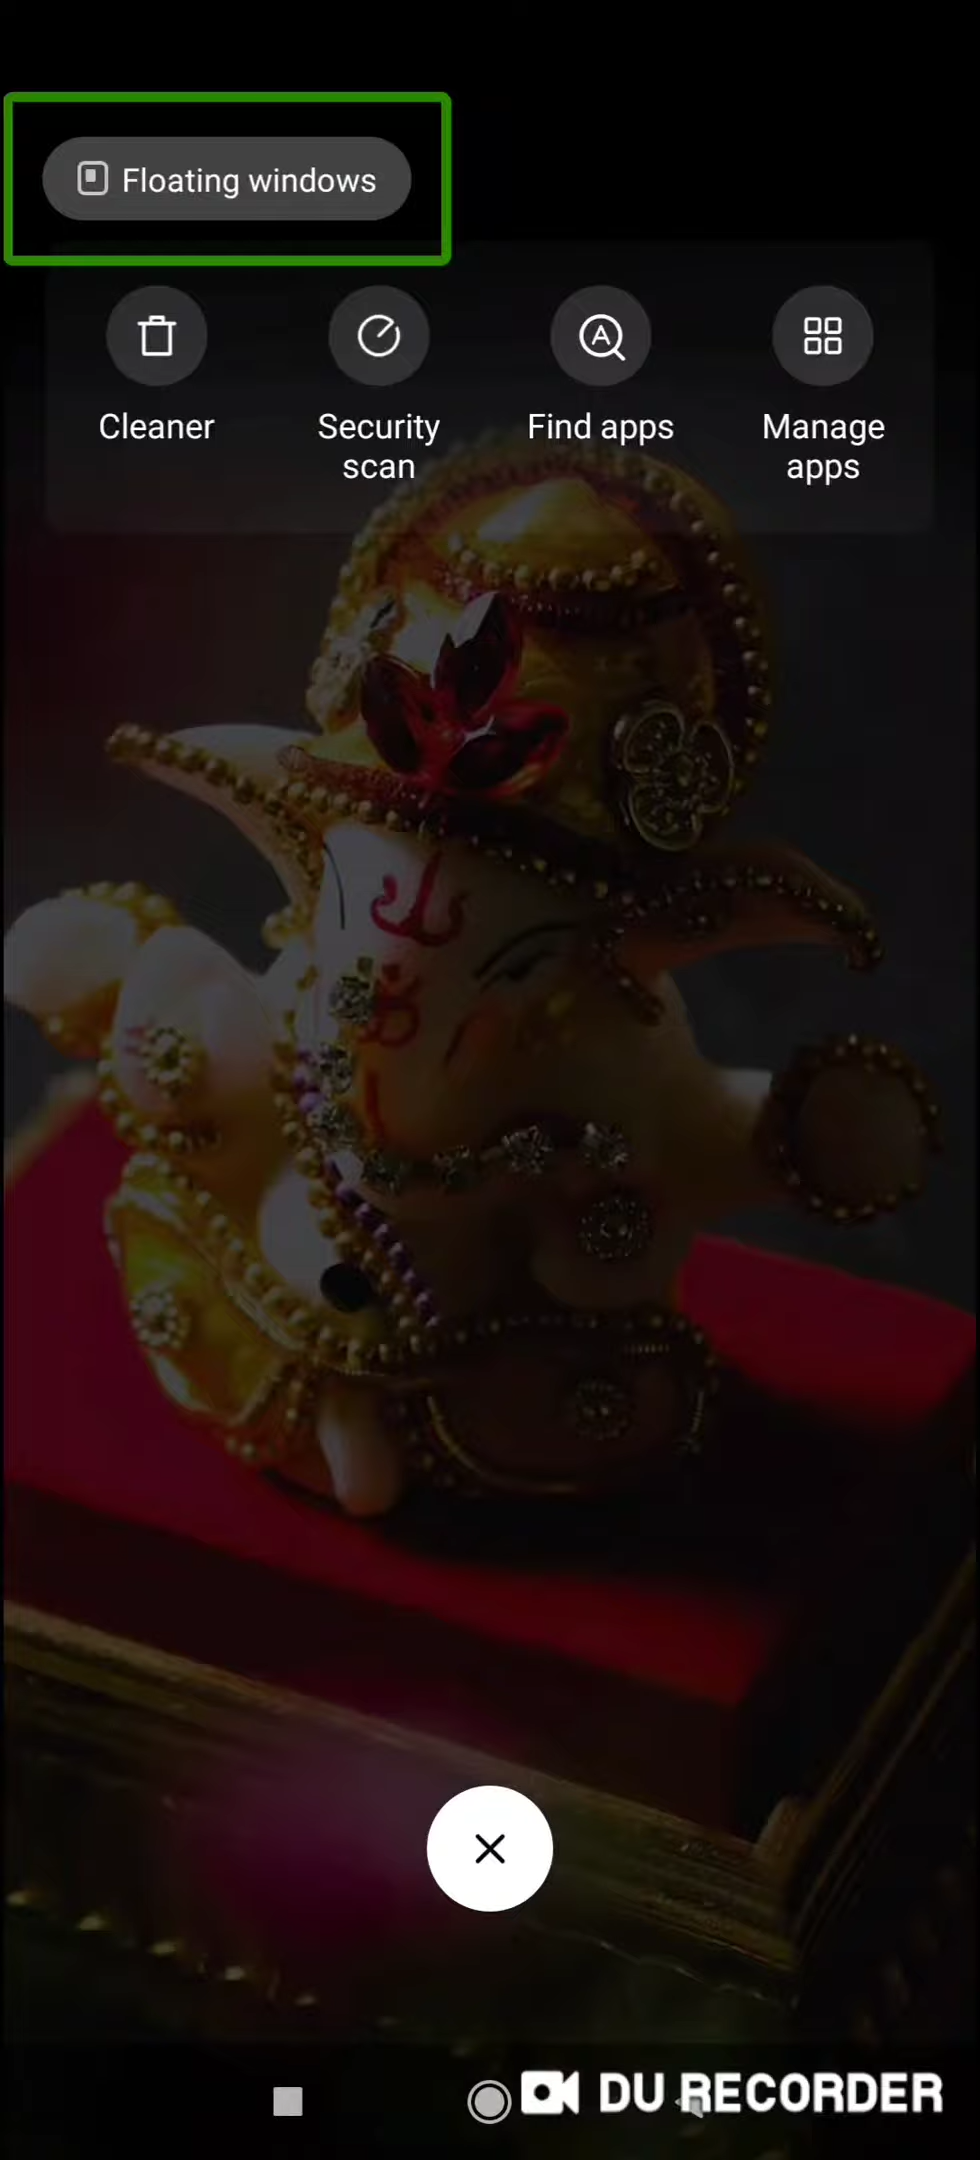 Floating windows
Cleaner
Security
scan
Find apps
Manage
apps
DU RECORDER